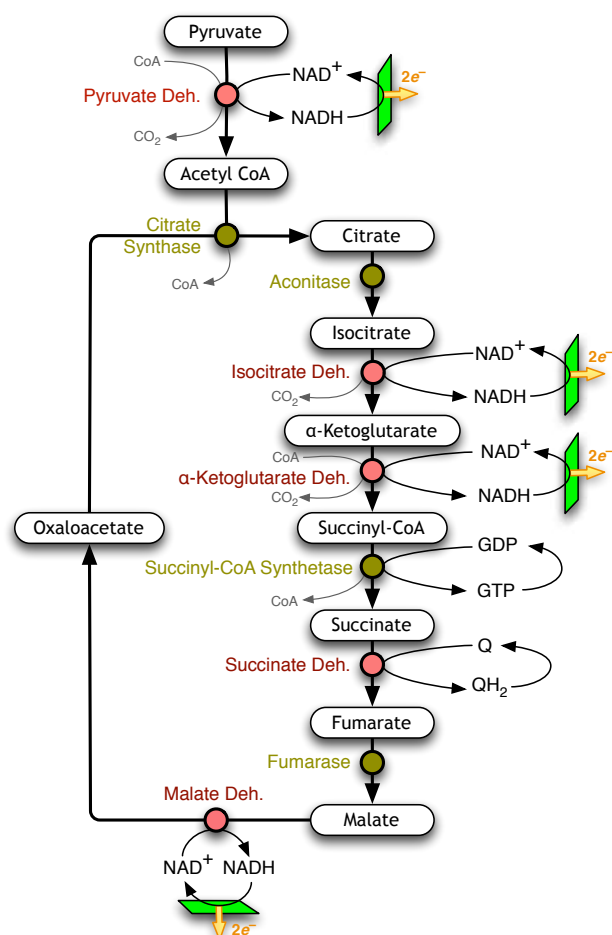 Pyruvate
CoA
NAD+
2e−
Pyruvate Deh.
NADH
CO2
Acetyl CoA
Citrate
Synthase
Citrate
CoA
Aconitase
Isocitrate
NAD+
2e−
Isocitrate Deh.
CO2
NADH
α-Ketoglutarate
CoA
NAD+
2e−
α-Ketoglutarate Deh.
CO2
NADH
Oxaloacetate
Succinyl-CoA
GDP
Succinyl-CoA Synthetase
GTP
CoA
Succinate
Q
Succinate Deh.
QH2
Fumarate
Fumarase
Malate Deh.
Malate
NAD+
NADH
2e−